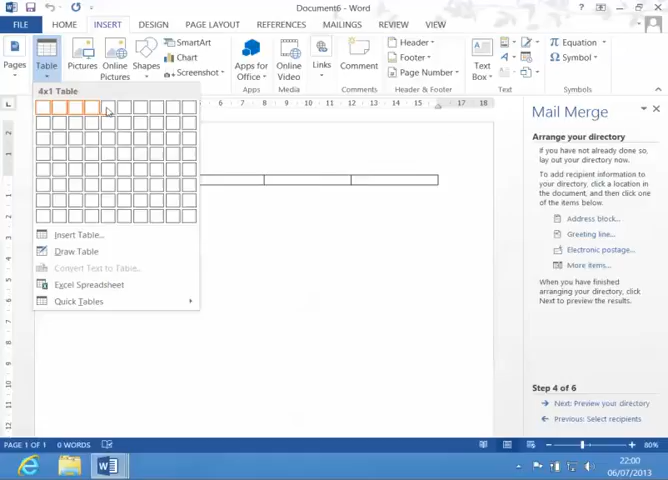 Document6 - Word
FILE HOME INSERT DESIGN PAGE LAYOUT REFERENCES MAILINGS REVIEW VIEW
Pages
Table
Pictures
Online
Pictures
Shapes
SmartArt
Chart
Screenshot
Apps for
Office
Online
Video
Links
Comment
Header
Footer
Page Number
Text
Box
Equation
Symbol
Apps Media Comments Header & Footer Text Symbols
4x1 Table
Insert Table...
Draw Table
Convert Text to Table...
Excel Spreadsheet
Quick Tables
Mail Merge
Arrange your directory
If you have not already done so,
lay out your directory now.
To add recipient information to
your directory, click a location in
the document, and then click one
of the items below.
Address block...
Greeting line...
Electronic postage...
More items...
When you have finished
arranging your directory, click
Next to preview the results.
Step 4 of 6
Next: Preview your directory
Previous: Select recipients
PAGE 1 OF 1 0 WORDS
80%
22:00
06/07/2013